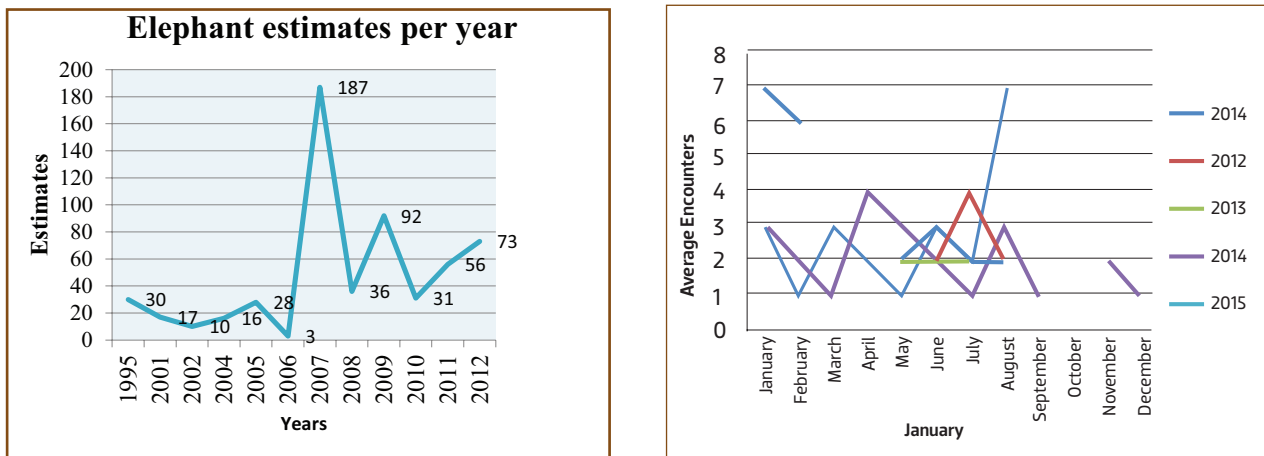 Elephant estimates per year
200
180
160
140
120
100
80
60
40
20
0
Estimates
30
17
10
16
28
3
187
36
92
31
56
73
1995
2001
2002
2004
2005
2006
2007
2008
2009
2010
2011
2012
Years
8
7
6
5
4
3
2
1
0
Average Encounters
January
February
March
April
May
June
July
August
September
October
November
December
January
2014
2012
2013
2014
2015